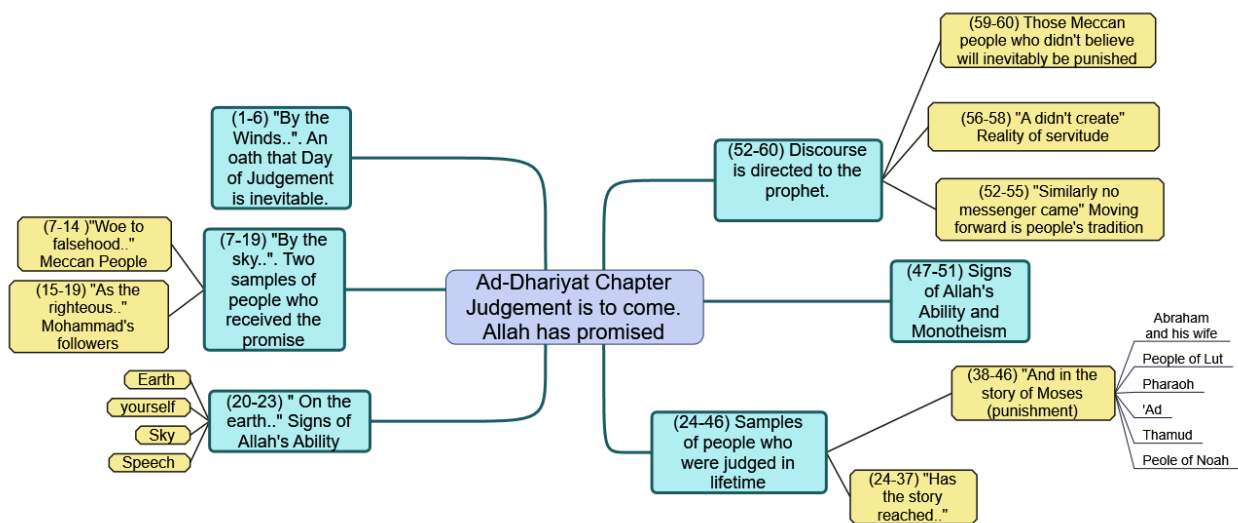 Ad-Dhariyat Chapter
Judgement is to come.
Allah has promised
(1-6) "By the
Winds..". An
oath that Day
of Judgement
is inevitable.
(7-19) "By the
sky..". Two
samples of
people who
received the
promise
(7-14 )"Woe to
falsehood.."
Meccan People
(15-19) "As the
righteous.."
Mohammad's
followers
(20-23) " On the
earth.." Signs of
Allah's Ability
Earth
yourself
Sky
Speech
(52-60) Discourse
is directed to the
prophet.
(59-60) Those Meccan
people who didn't believe
will inevitably be punished
(56-58) "A didn't create"
Reality of servitude
(52-55) "Similarly no
messenger came" Moving
forward is people's tradition
(47-51) Signs
of Allah's
Ability and
Monotheism
(24-46) Samples
of people who
were judged in
lifetime
(38-46) "And in the
story of Moses
(punishment)
Abraham
and his wife
People of Lut
Pharaoh
'Ad
Thamud
Peole of Noah
(24-37) "Has
the story
reached.."